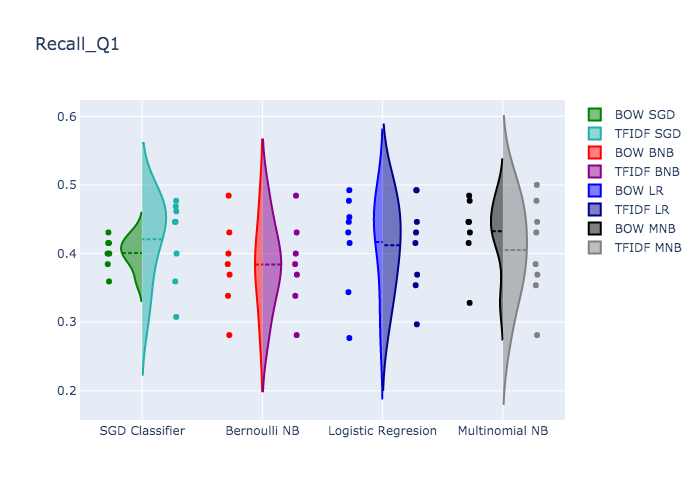 Recall_Q1
0.6
0.5
0.4
0.3
0.2
SGD Classifier
Bernoulli NB
Logistic Regresion
Multinomial NB
BOW SGD
TFIDF SGD
BOW BNB
TFIDF BNB
BOW LR
TFIDF LR
BOW MNB
TFIDF MNB